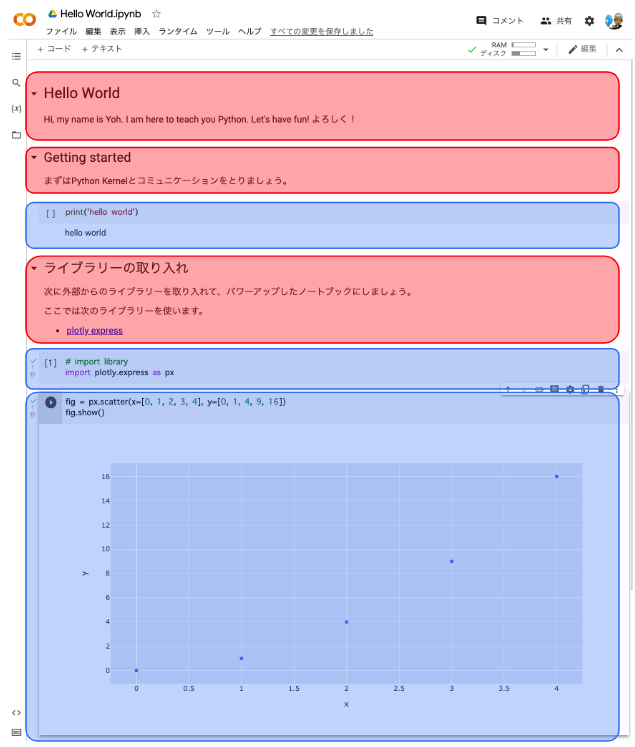 Hello World.ipynb
コメント
共有
ファイル 編集 表示 挿入 ランタイム ツール ヘルプ すべての変更を保存しました
+ コード + テキスト
RAM
ディスク
編集
{x}
Hello World
Hi, my name is Yoh. I am here to teach you Python. Let's have fun! よろしく！
Getting started
まずはPython Kernelとコミュニケーションをとりましょう。
[ ] print('hello world')
hello world
ライブラリーの取り入れ
次に外部からのライブラリーを取り入れて、パワーアップしたノートブックにしましょう。
ここでは次のライブラリーを使います。
• plotly express
1
秒
[1] # import library
import plotly.express as px
1
秒
fig = px.scatter(x=[0, 1, 2, 3, 4], y=[0, 1, 4, 9, 16])
fig.show()
16
14
12
10
8
6
4
2
0
y
0 0.5 1 1.5 2 2.5 3 3.5 4
x